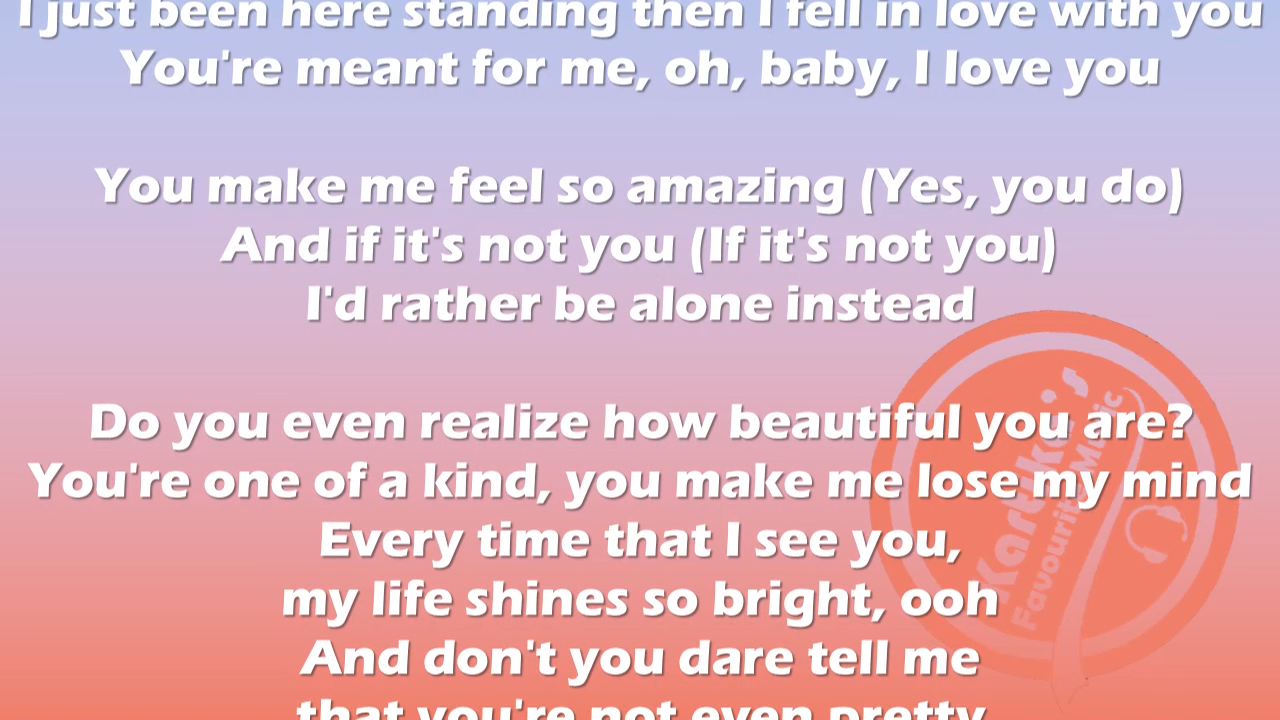 I just been here standing then I fell in love with you
You're meant for me, oh, baby, I love you
You make me feel so amazing (Yes, you do)
And if it's not you (If it's not you)
I'd rather be alone instead
Do you even realize how beautiful you are?
You're one of a kind, you make me lose my mind
Every time that I see you,
my life shines so bright, ooh
And don't you dare tell me
that you're not even pretty
Kartike's
Favourite Music